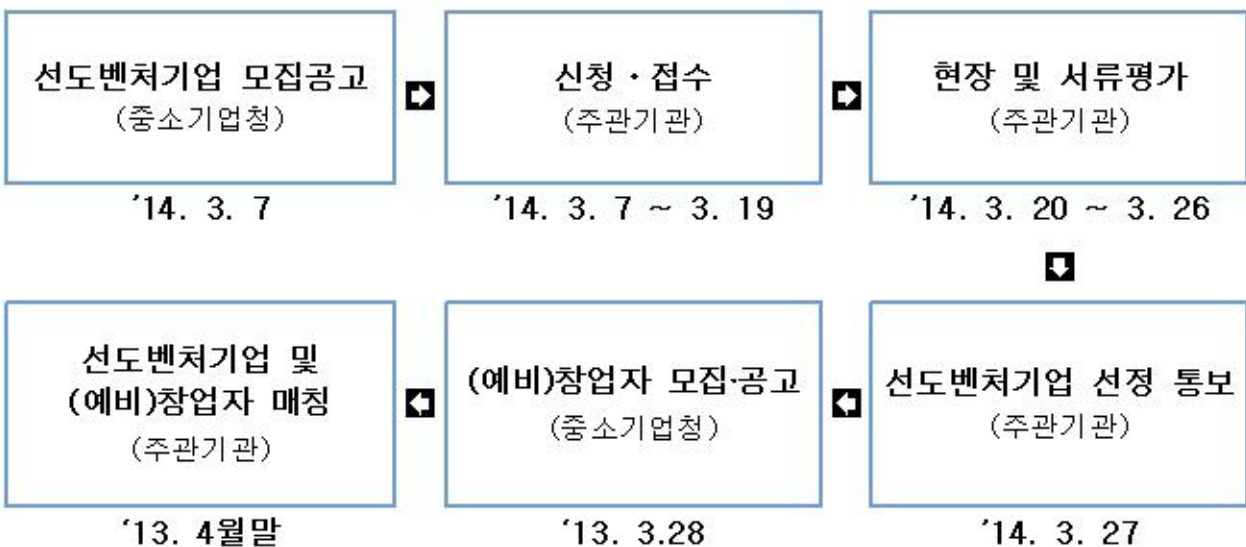 선도벤처기업 모집공고
(중소기업청)
'14. 3. 7
신청·접수
(주관기관)
'14. 3. 7 ~ 3. 19
현장 및 서류평가
(주관기관)
'14. 3. 20 ~ 3. 26
선도벤처기업 선정 통보
(주관기관)
'14. 3. 27
(예비)창업자 모집·공고
(중소기업청)
'13. 3.28
선도벤처기업 및
(예비)창업자 매칭
(주관기관)
'13. 4월말